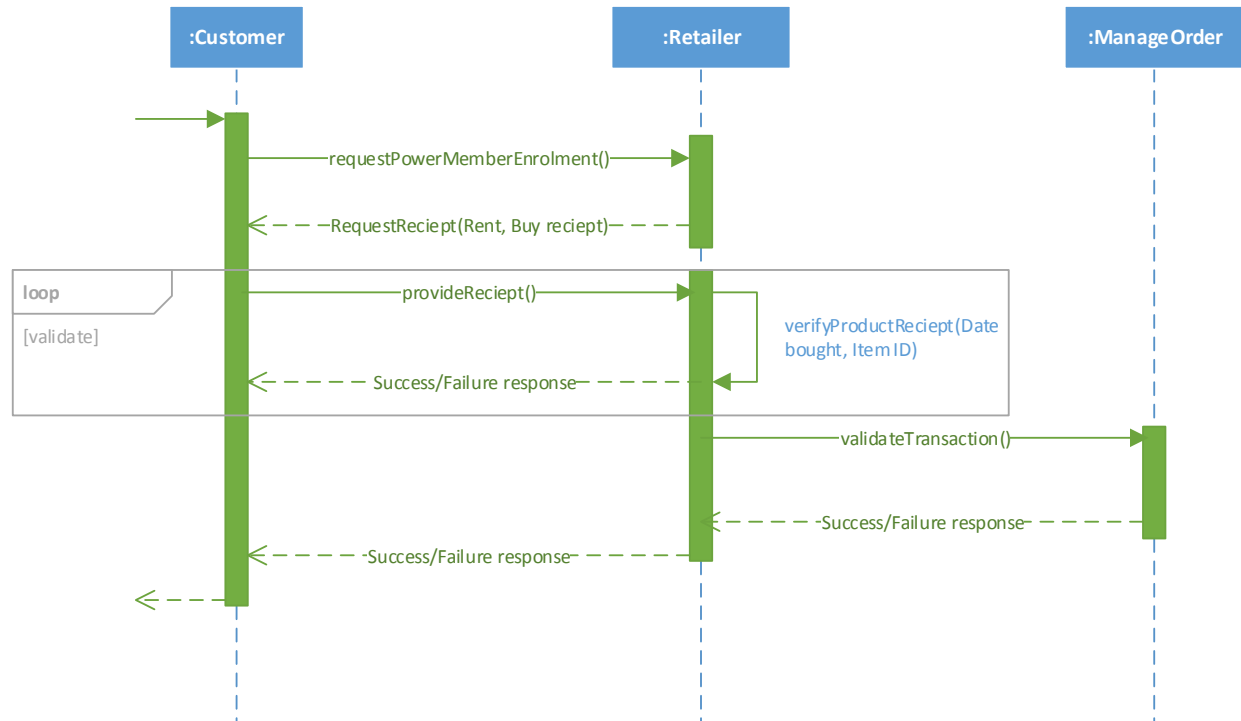 :Customer
:Retailer
:ManageOrder
requestPowerMemberEnrolment()
RequestReciept(Rent, Buy reciept)
loop
provideReciept()
[validate]
verifyProductReciept(Date
bought, Item ID)
Success/Failure response
validateTransaction()
Success/Failure response
Success/Failure response